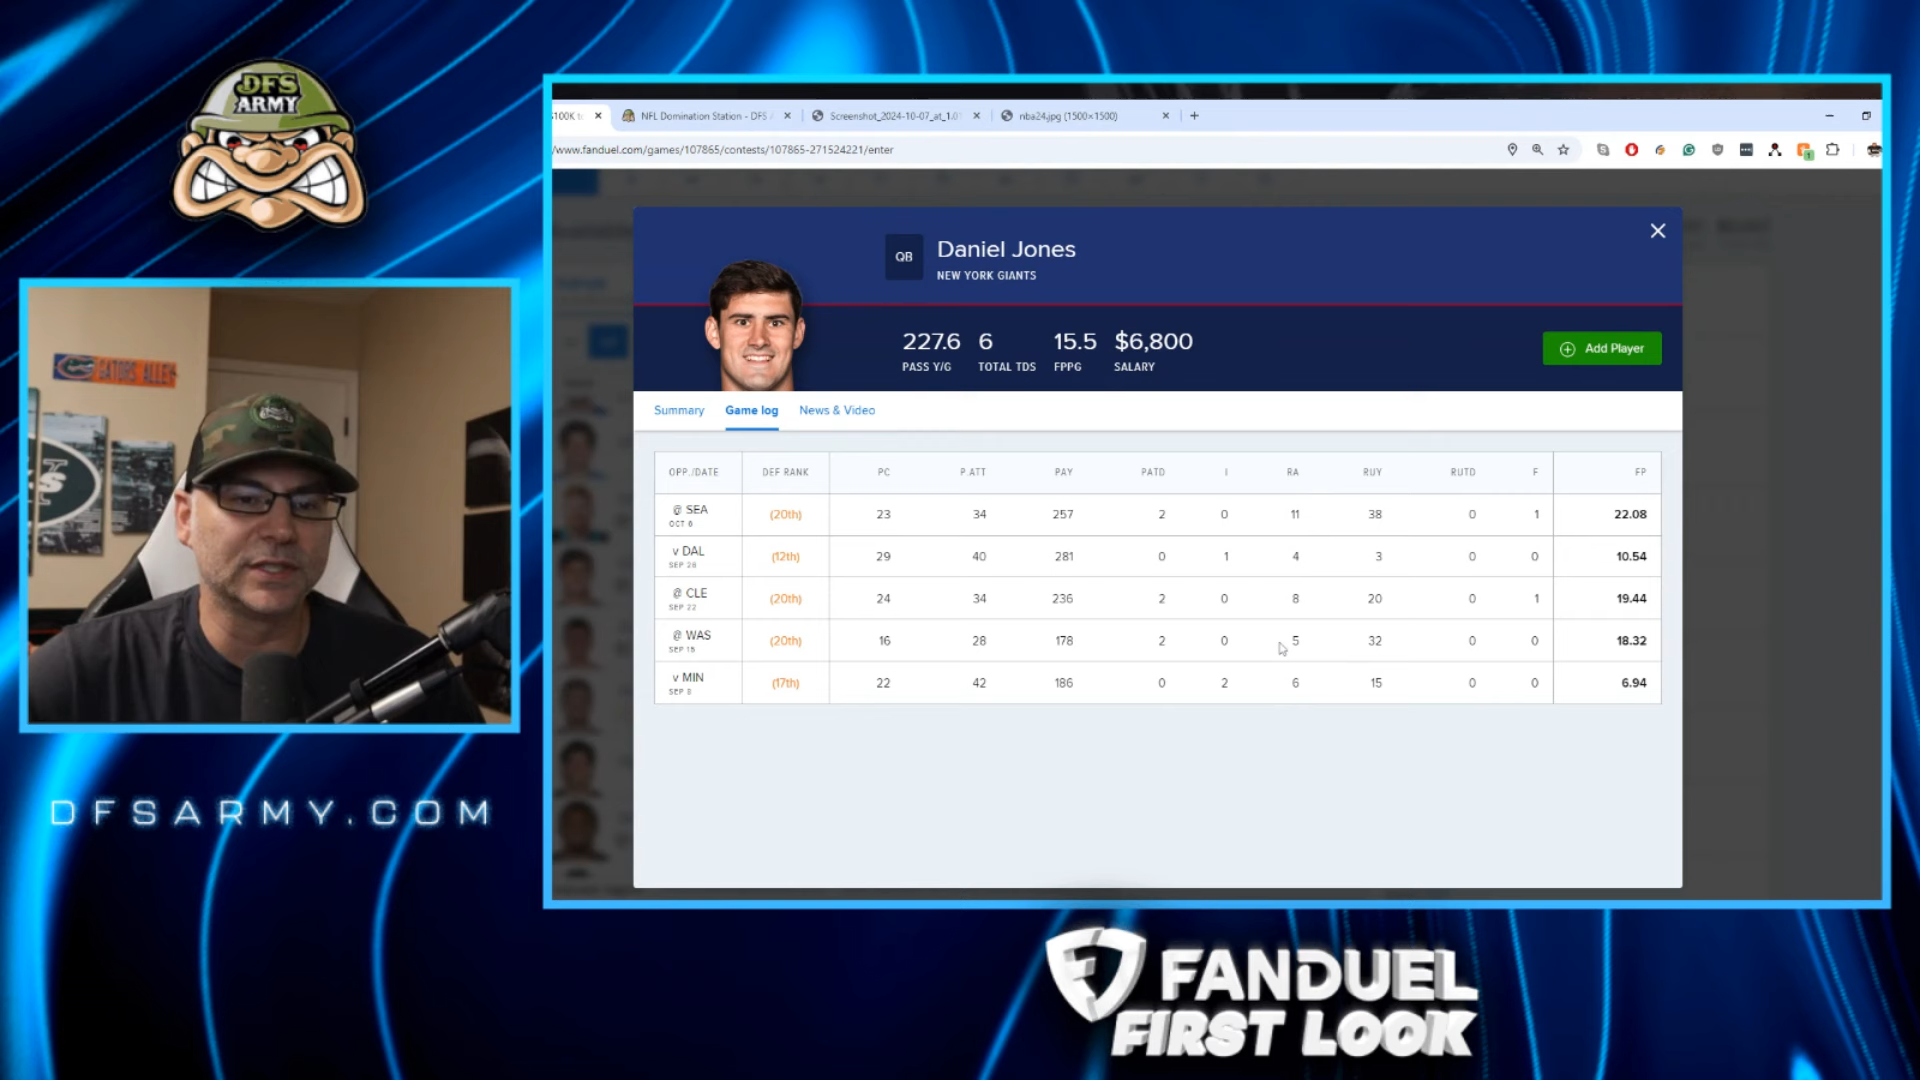 DFS
ARMY
GATORS ALLEY
DFSARMY.COM
$100K to
NFL Domination Station - DFS A
Screenshot_2024-10-07_at_1.01
nba24.jpg (1500×1500)
/www.fanduel.com/games/107865/contests/107865-271524221/enter
QB
Daniel Jones
NEW YORK GIANTS
227.6 6 15.5 $6,800
PASS Y/G TOTAL TDS FPPG SALARY
Add Player
Summary Game log News & Video
OPP./DATE DEF RANK PC P.ATT PAY PATD I RA RUY RUTD F FP
@ SEA (20th) 23 34 257 2 0 11 38 0 1 22.08
OCT 6
v DAL (12th) 29 40 281 0 1 4 3 0 0 10.54
SEP 26
@ CLE (20th) 24 34 236 2 0 8 20 0 1 19.44
SEP 22
@ WAS (20th) 16 28 178 2 0 5 32 0 0 18.32
SEP 15
v MIN (17th) 22 42 186 0 2 6 15 0 0 6.94
SEP
FANDUEL
FIRST LOOK